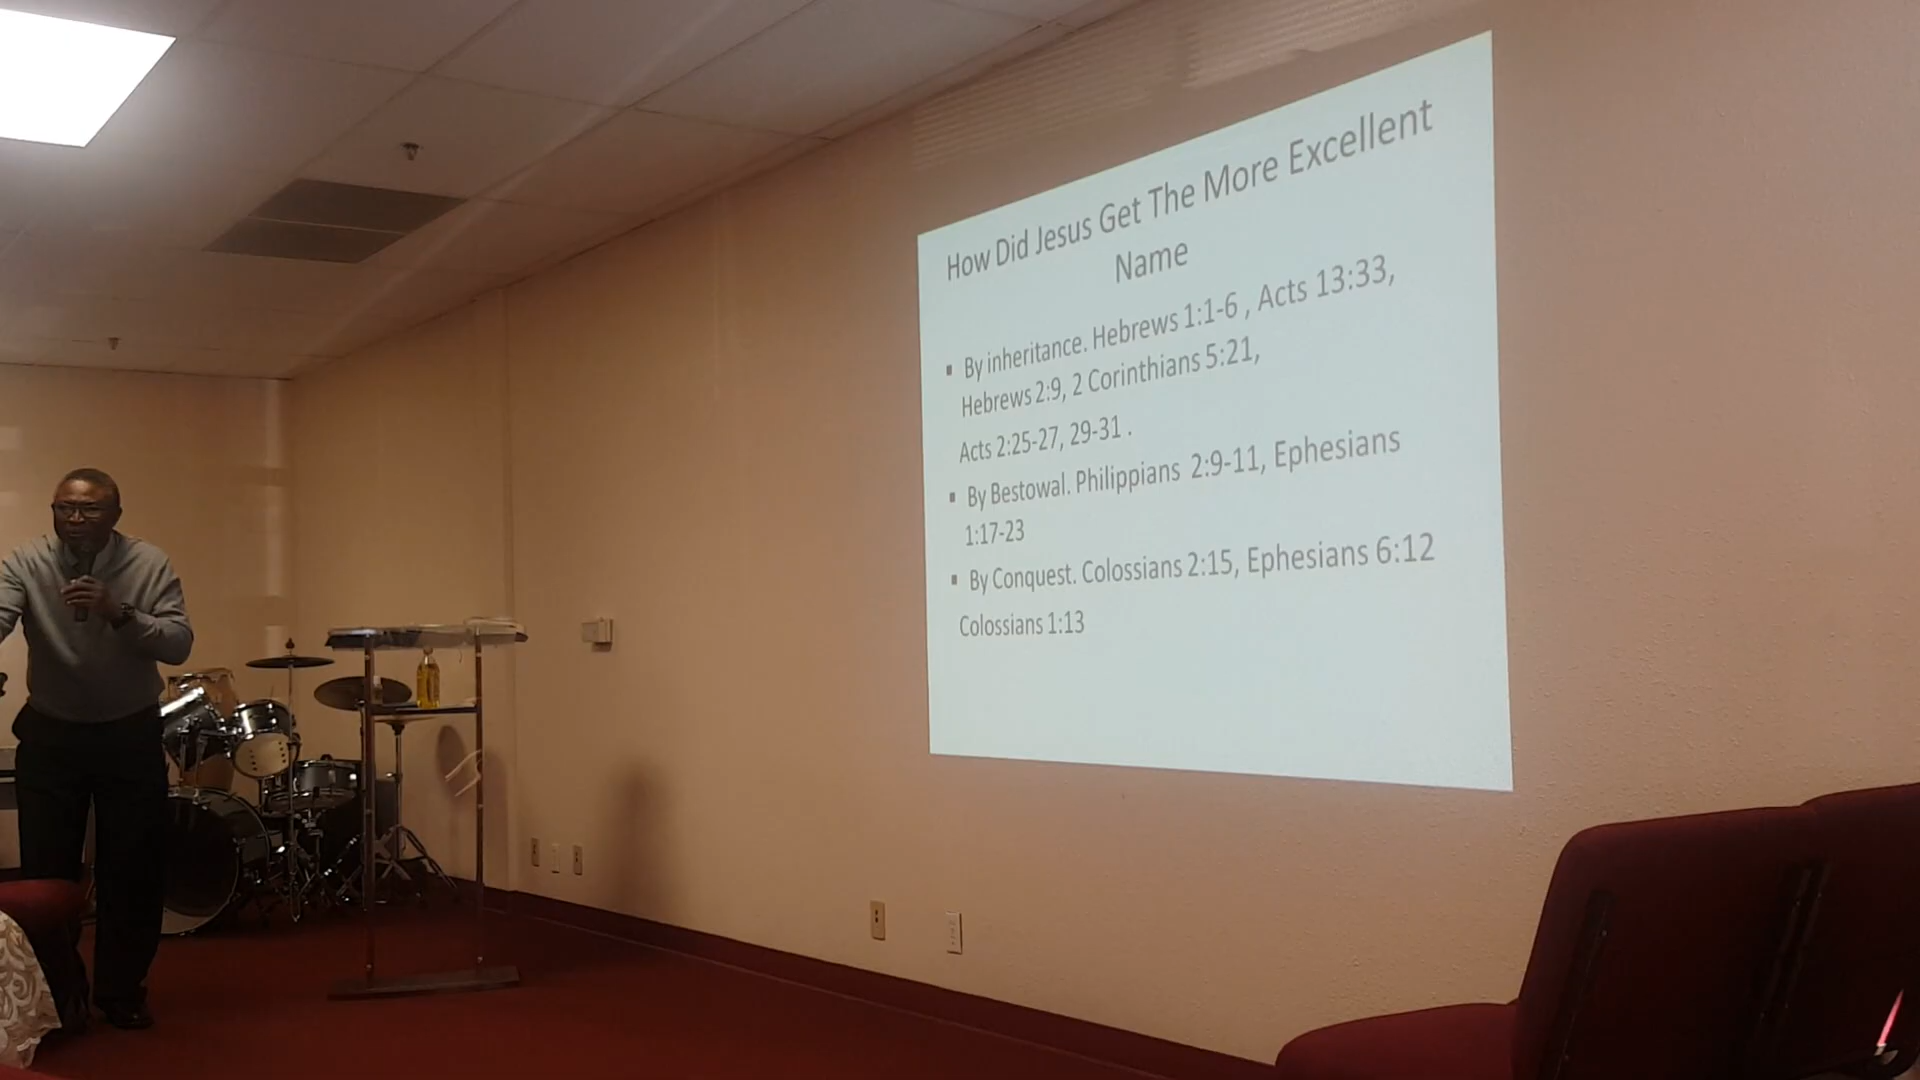 How Did Jesus Get The More Excellent
Name
▪ By inheritance. Hebrews 1:1-6 , Acts 13:33,
Hebrews 2:9, 2 Corinthians 5:21,
Acts 2:25-27, 29-31 .
▪ By Bestowal. Philippians 2:9-11, Ephesians
1:17-23
▪ By Conquest. Colossians 2:15, Ephesians 6:12
Colossians 1:13